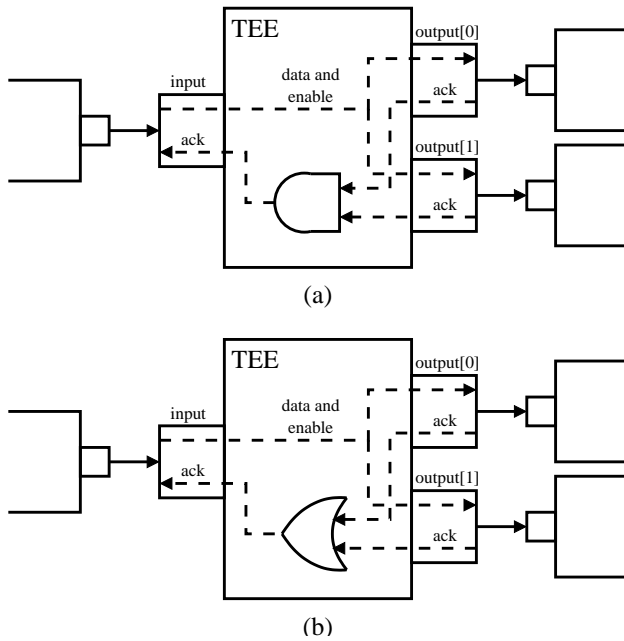 TEE
output[0]
input
data and
enable
ack
ack
output[1]
ack
(a)
TEE
output[0]
input
data and
enable
ack
ack
output[1]
ack
(b)